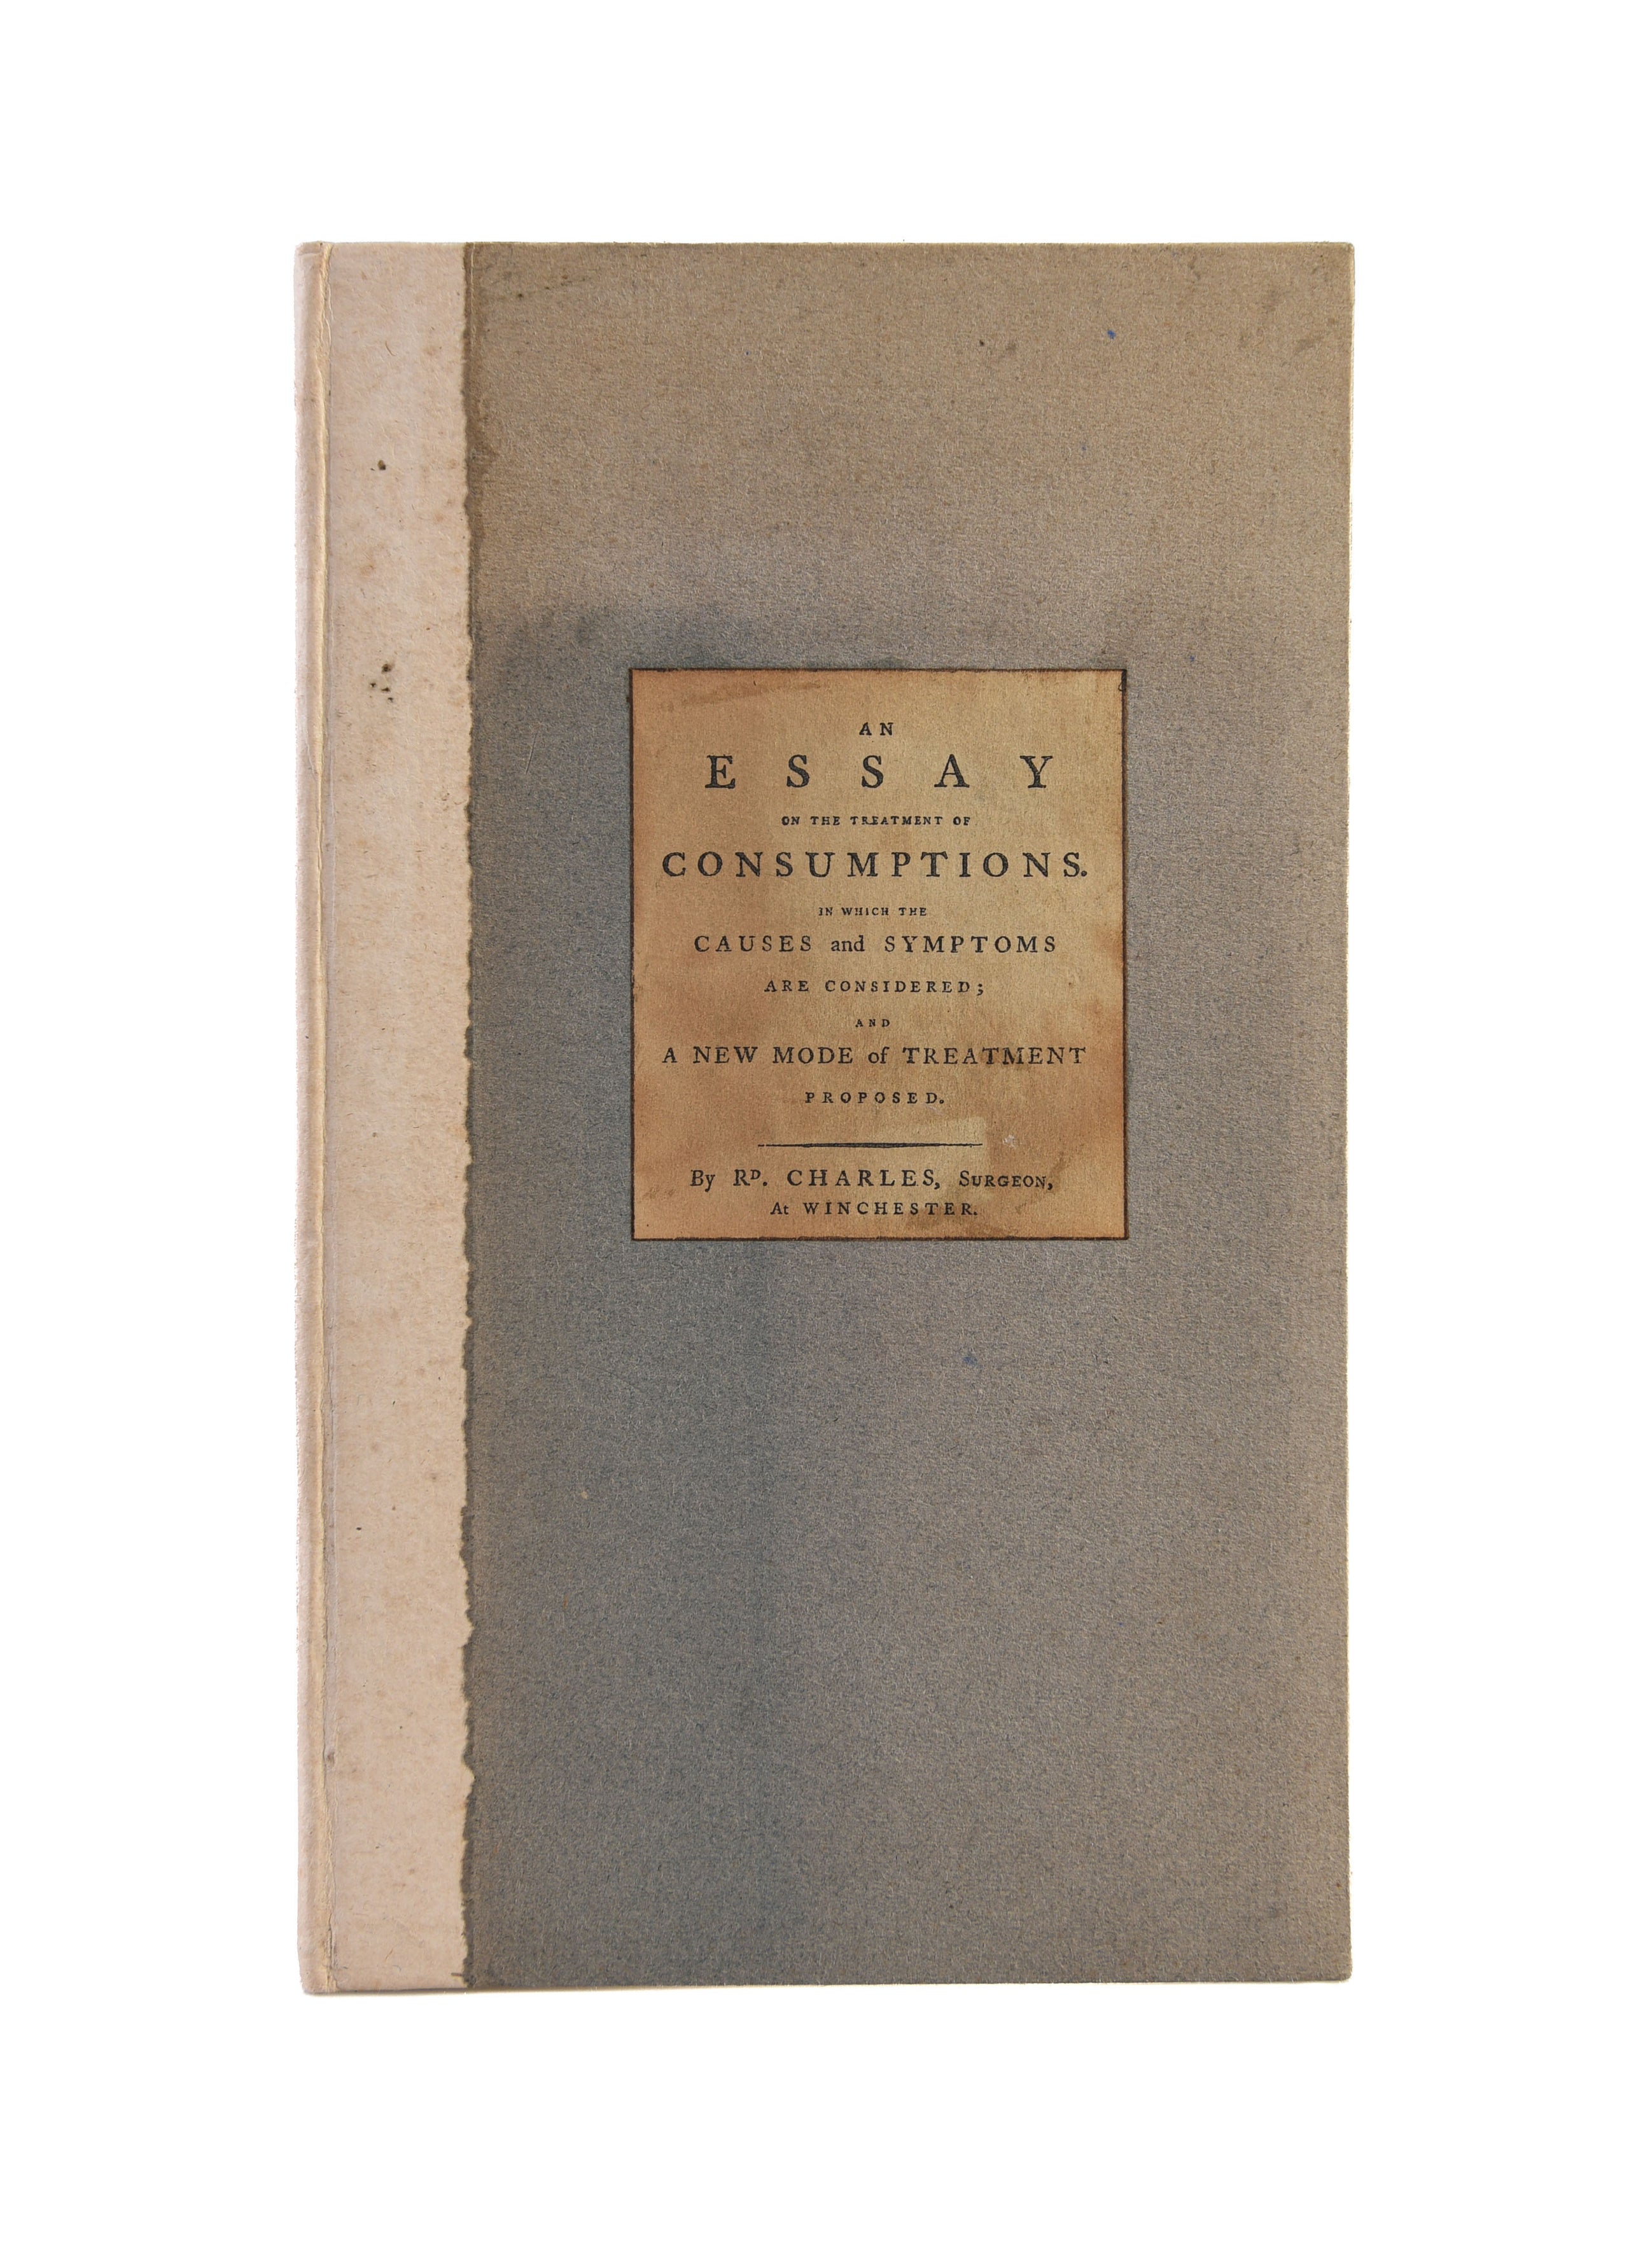 AN
ESSAY
ON THE TREATMENT OF
CONSUMPTIONS.
IN WHICH THE
CAUSES and SYMPTOMS
ARE CONSIDERED;
AND
A NEW MODE of TREATMENT
PROPOSED.
By RD. CHARLES, SURGEON,
At WINCHESTER.